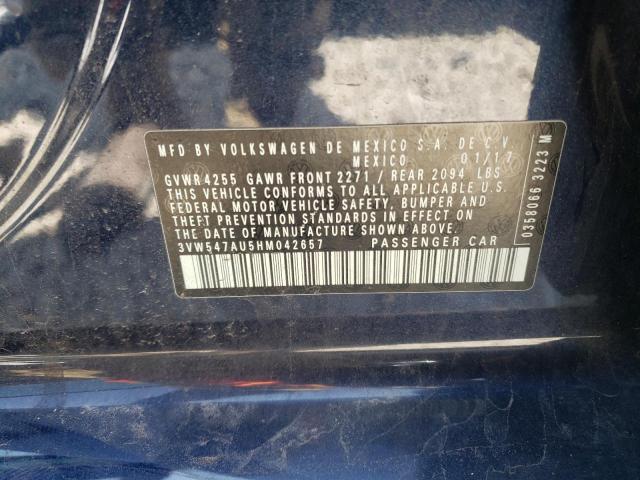 MFD BY VOLKSWAGEN DE MEXICO S.A. DE C.V.
MEXICO 01/17
GVWR 4255 GAWR FRONT 2271 / REAR 2094 LBS
THIS VEHICLE CONFORMS TO ALL APPLICABLE U.S.
FEDERAL MOTOR VEHICLE SAFETY, BUMPER AND
THEFT PREVENTION STANDARDS IN EFFECT ON
THE DATE OF MANUFACTURE SHOWN ABOVE.
3VW547AU5HM042657 PASSENGER CAR
0358066 3223 M